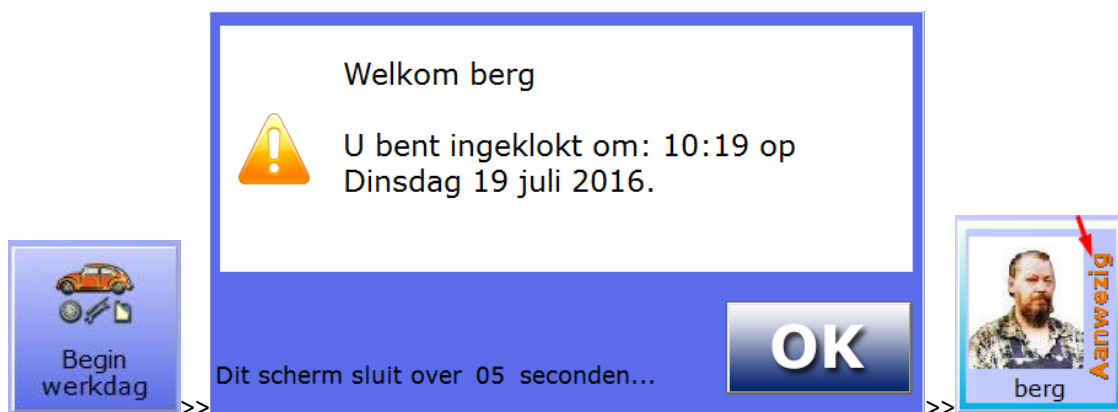 Begin
werkdag
>>
Welkom berg
U bent ingeklokt om: 10:19 op
Dinsdag 19 juli 2016.
Dit scherm sluit over 05 seconden...
OK
>>
Aanwezig
berg